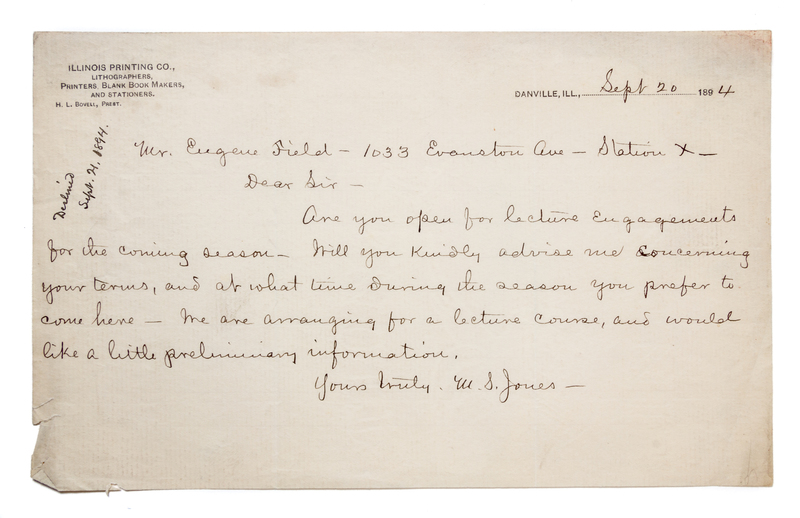 ILLINOIS PRINTING CO.,
LITHOGRAPHERS,
PRINTERS, BLANK BOOK MAKERS,
AND STATIONERS.
H. L. BOVELL, PREST.
DANVILLE, ILL., Sept 20 1894
Declined
Sept. 21, 1894.
Mr. Eugene Field – 1033 Evanston Ave – Station X –
Dear Sir –
Are you open for lecture Engagements
for the coming season – Will you kindly advise me concerning
your terms, and at what time during the season you prefer to
come here – We are arranging for a lecture course, and would
like a little preliminary information.
Yours truly. M. S. Jones –